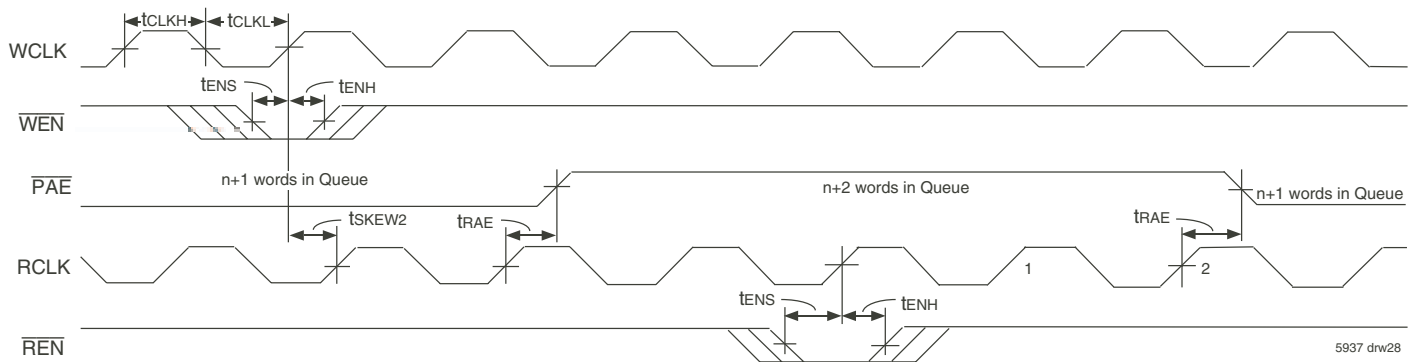 tCLKH tCLKL
WCLK
tENS tENH
WEN
n+1 words in Queue n+2 words in Queue n+1 words in Queue
PAE
tSKEW2 tRAE tRAE
RCLK 1 2
tENS tENH
REN
5937 drw28